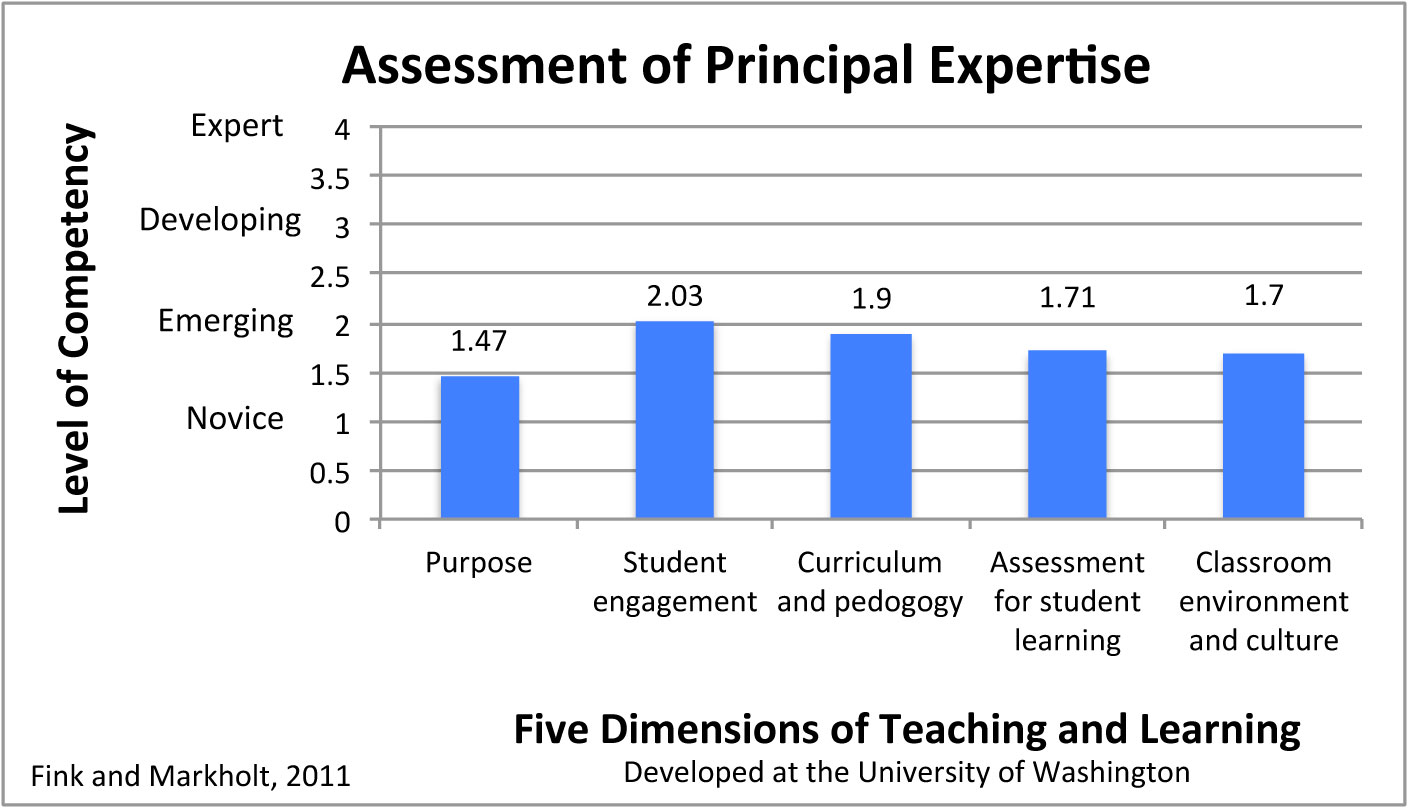 Assessment of Principal Expertise
Level of Competency
Expert
Developing
Emerging
Novice
4
3.5
3
2.5
2
1.5
1
0.5
0
1.47
2.03
1.9
1.71
1.7
Purpose
Student
engagement
Curriculum
and pedogogy
Assessment
for student
learning
Classroom
environment
and culture
Five Dimensions of Teaching and Learning
Developed at the University of Washington
Fink and Markholt, 2011